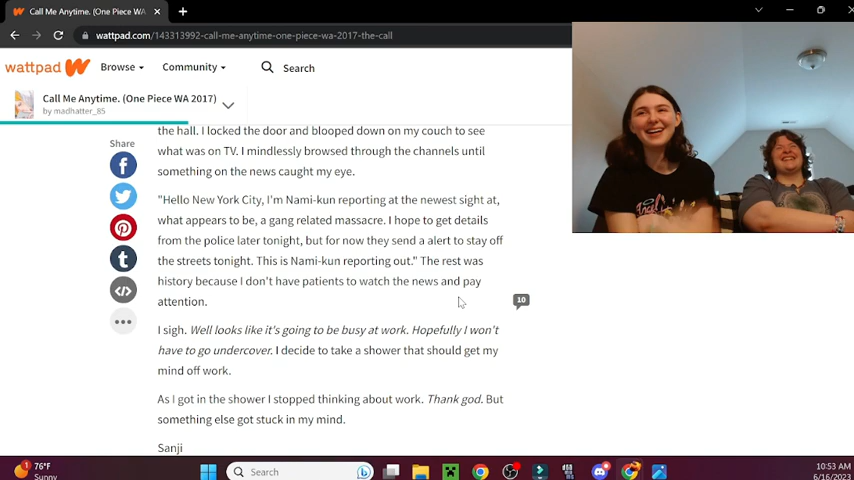 Call Me Anytime. (One Piece WA
wattpad.com/143313992-call-me-anytime-one-piece-wa-2017-the-call
wattpad
Browse
Community
Search
Call Me Anytime. (One Piece WA 2017)
by madhatter_85
Share
the hall. I locked the door and blooped down on my couch to see
what was on TV. I mindlessly browsed through the channels until
something on the news caught my eye.
"Hello New York City, I'm Nami-kun reporting at the newest sight at,
what appears to be, a gang related massacre. I hope to get details
from the police later tonight, but for now they send a alert to stay off
the streets tonight. This is Nami-kun reporting out." The rest was
history because I don't have patients to watch the news and pay
attention.
10
I sigh. Well looks like it's going to be busy at work. Hopefully I won't
have to go undercover. I decide to take a shower that should get my
mind off work.
As I got in the shower I stopped thinking about work. Thank god. But
something else got stuck in my mind.
Sanji
1
76°F
Sunny
Search
10:53 AM
6/16/2023